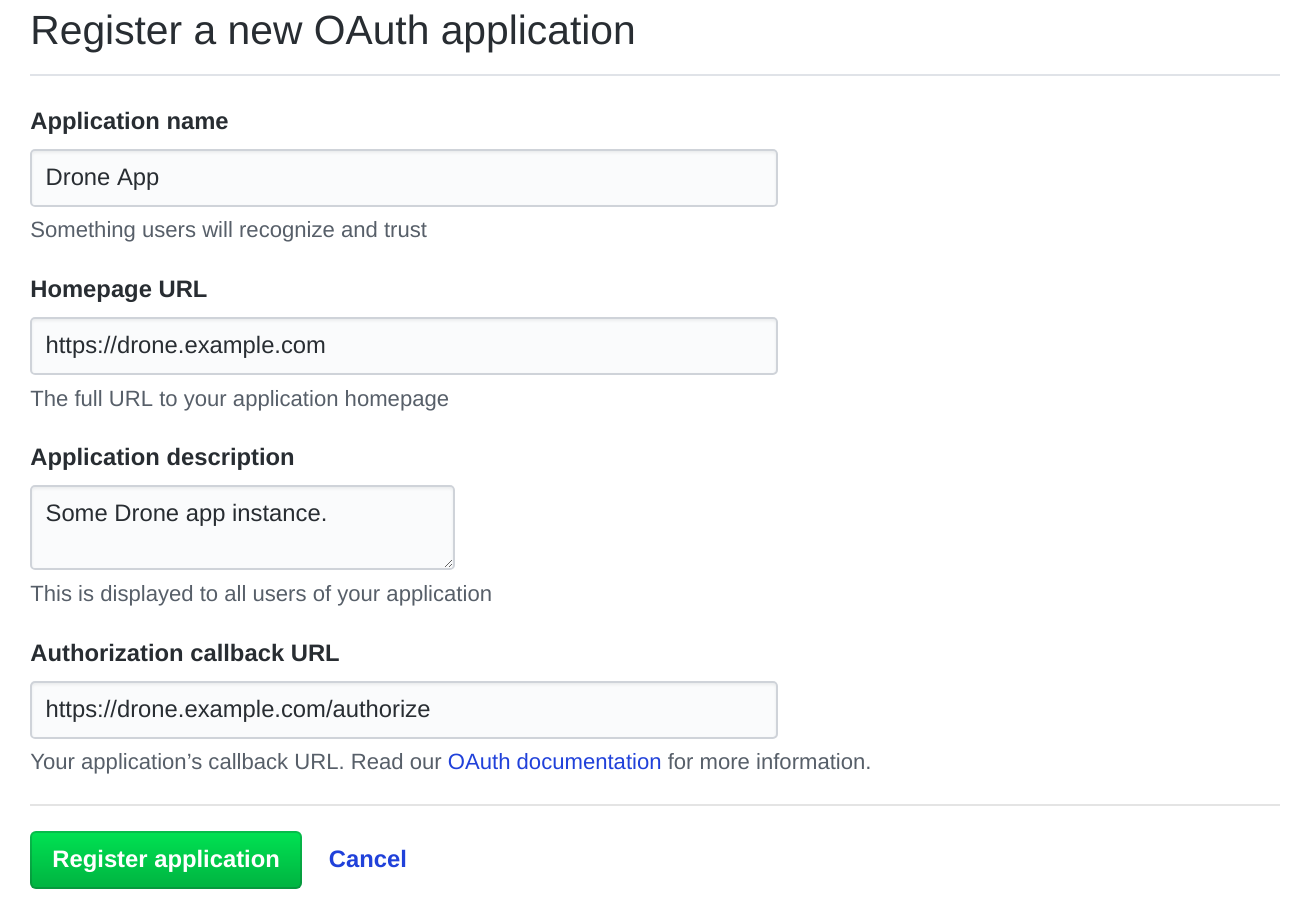 Register a new OAuth application
Application name
Drone App
Something users will recognize and trust
Homepage URL
https://drone.example.com
The full URL to your application homepage
Application description
Some Drone app instance.
This is displayed to all users of your application
Authorization callback URL
https://drone.example.com/authorize
Your application’s callback URL. Read our OAuth documentation for more information.
Register application Cancel